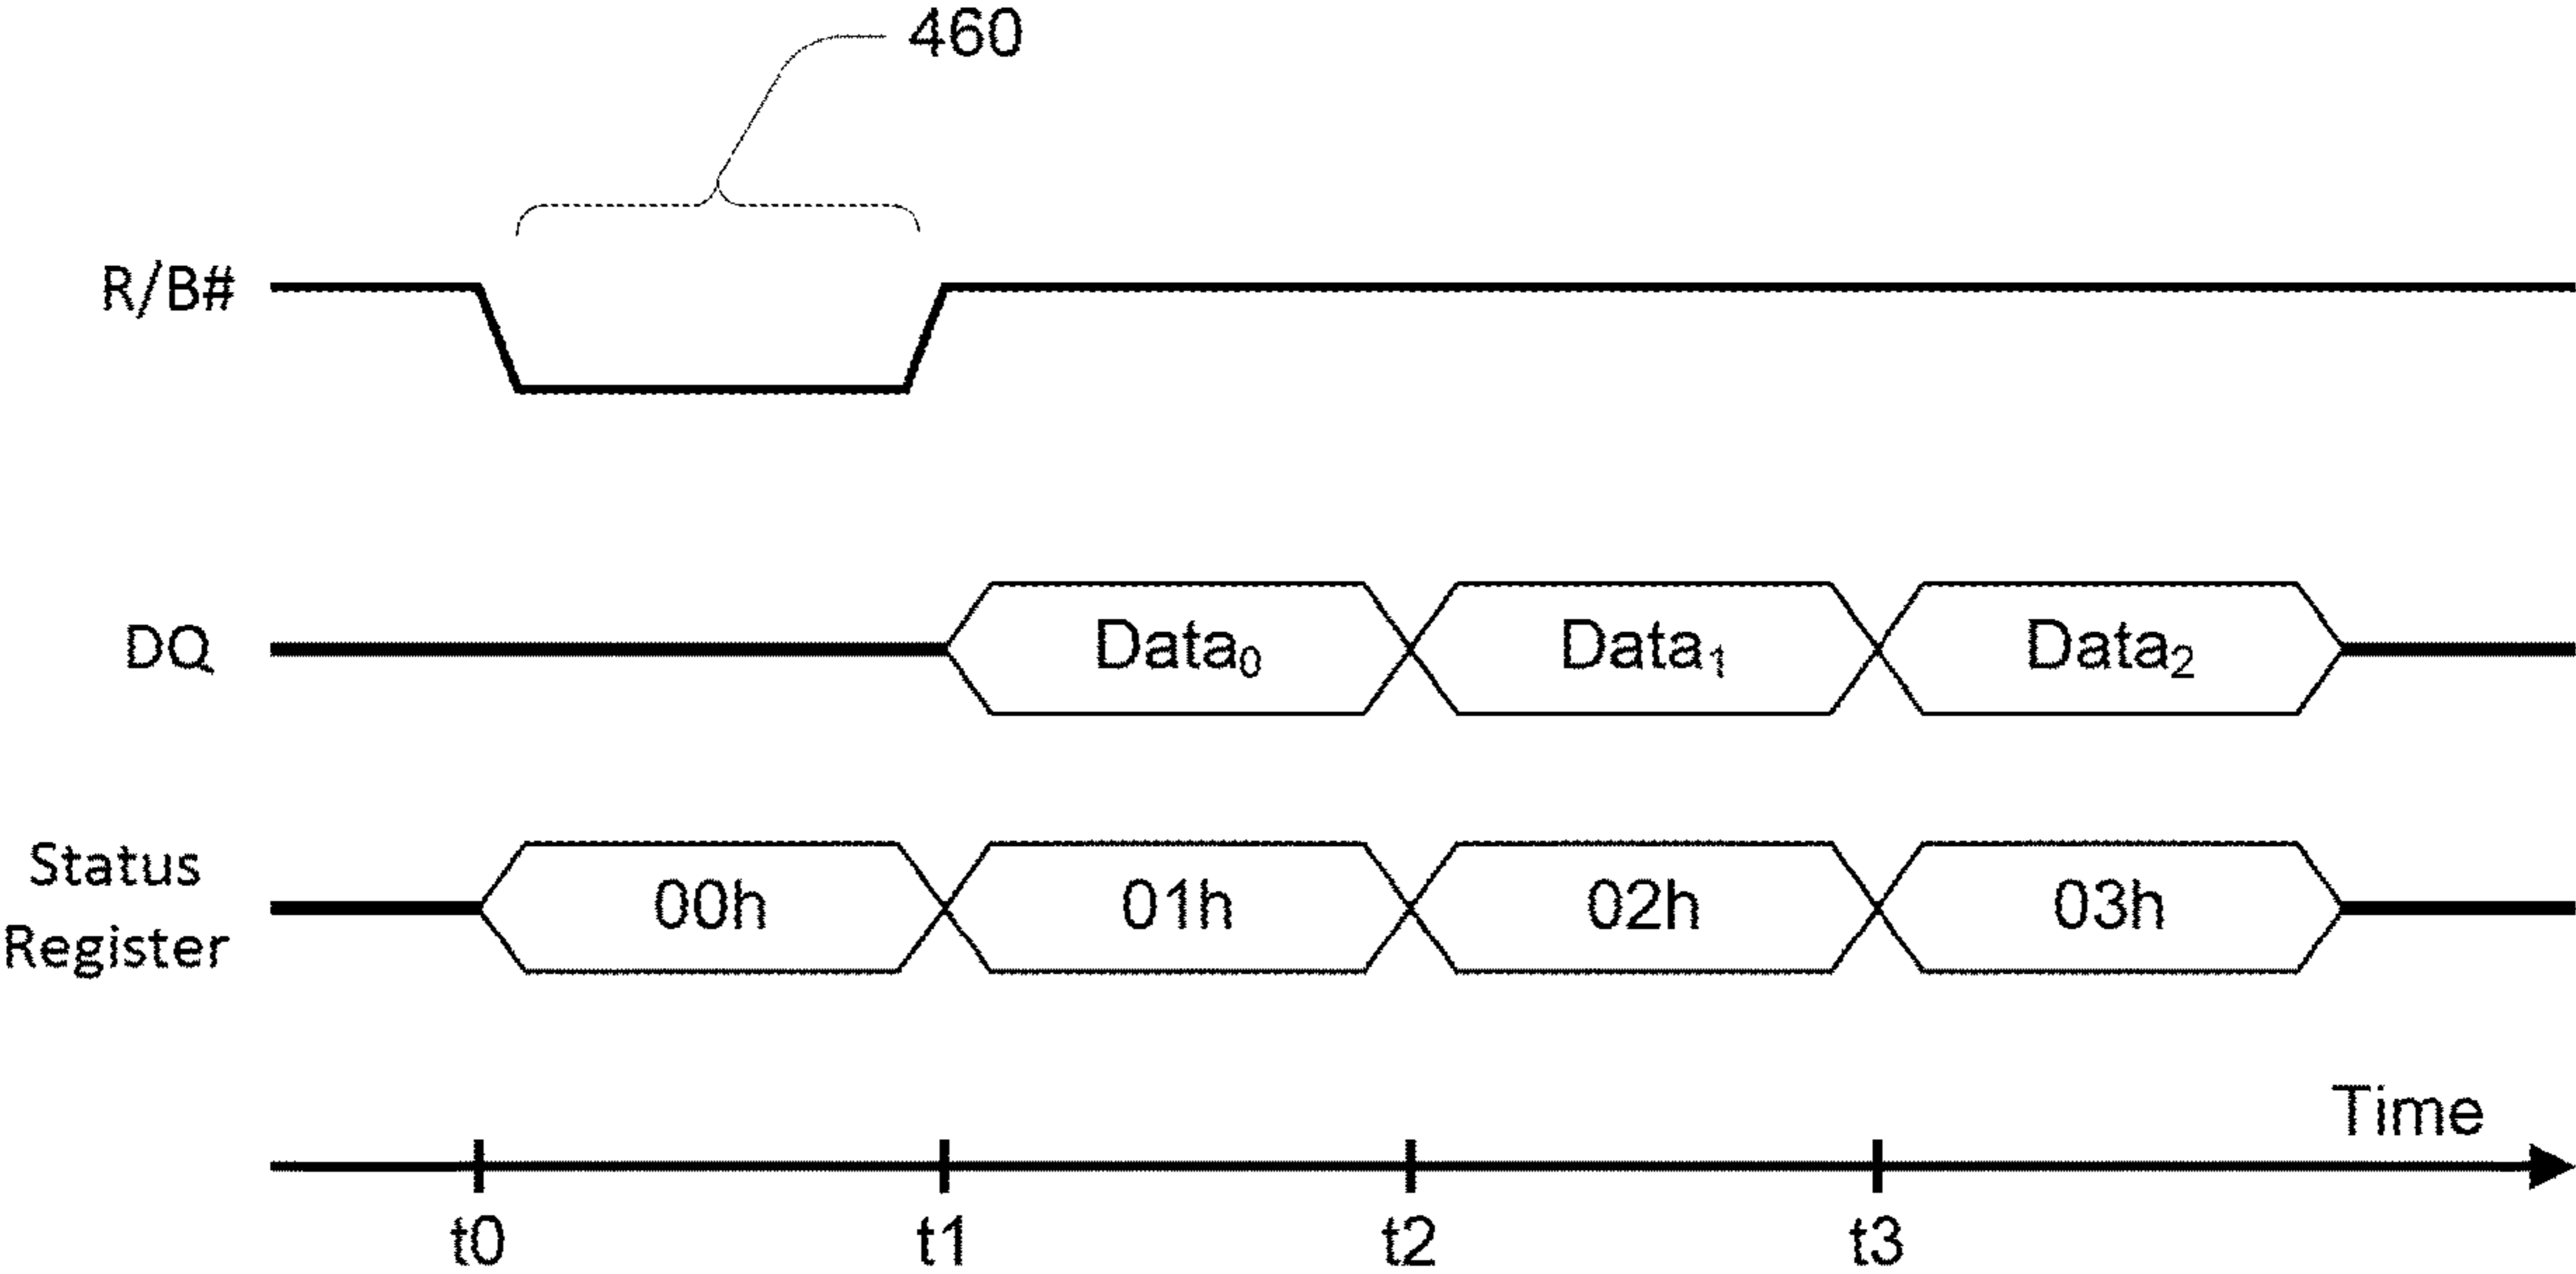 460
R/B#
DQ
Data₀
Data₁
Data₂
Status
Register
00h
01h
02h
03h
Time
t0
t1
t2
t3